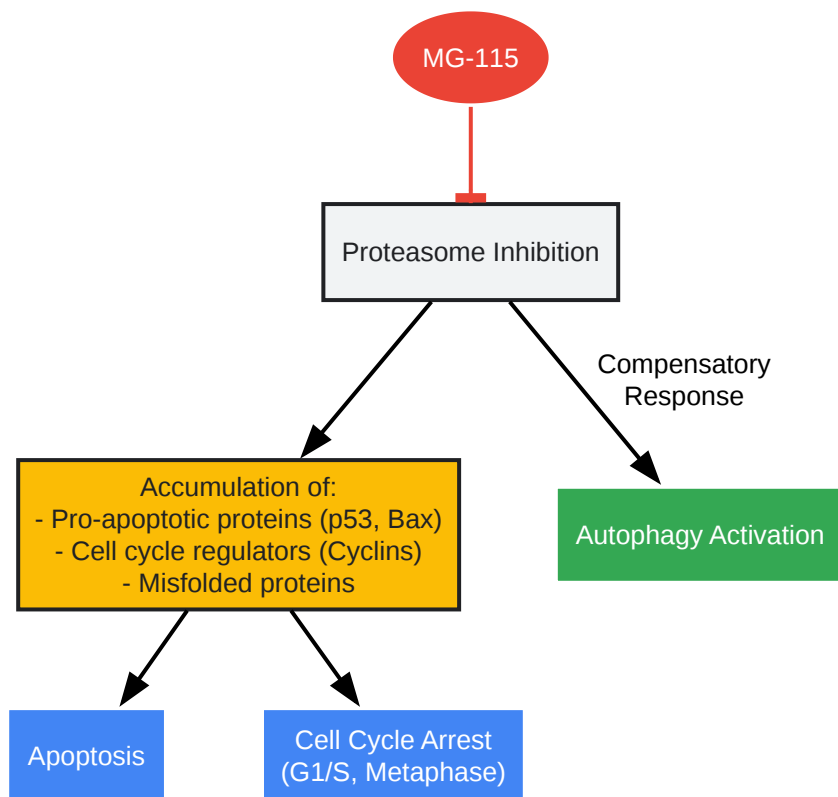 MG-115
Proteasome Inhibition
Compensatory
Response
Accumulation of:
- Pro-apoptotic proteins (p53, Bax)
- Cell cycle regulators (Cyclins)
- Misfolded proteins
Autophagy Activation
Apoptosis
Cell Cycle Arrest
(G1/S, Metaphase)